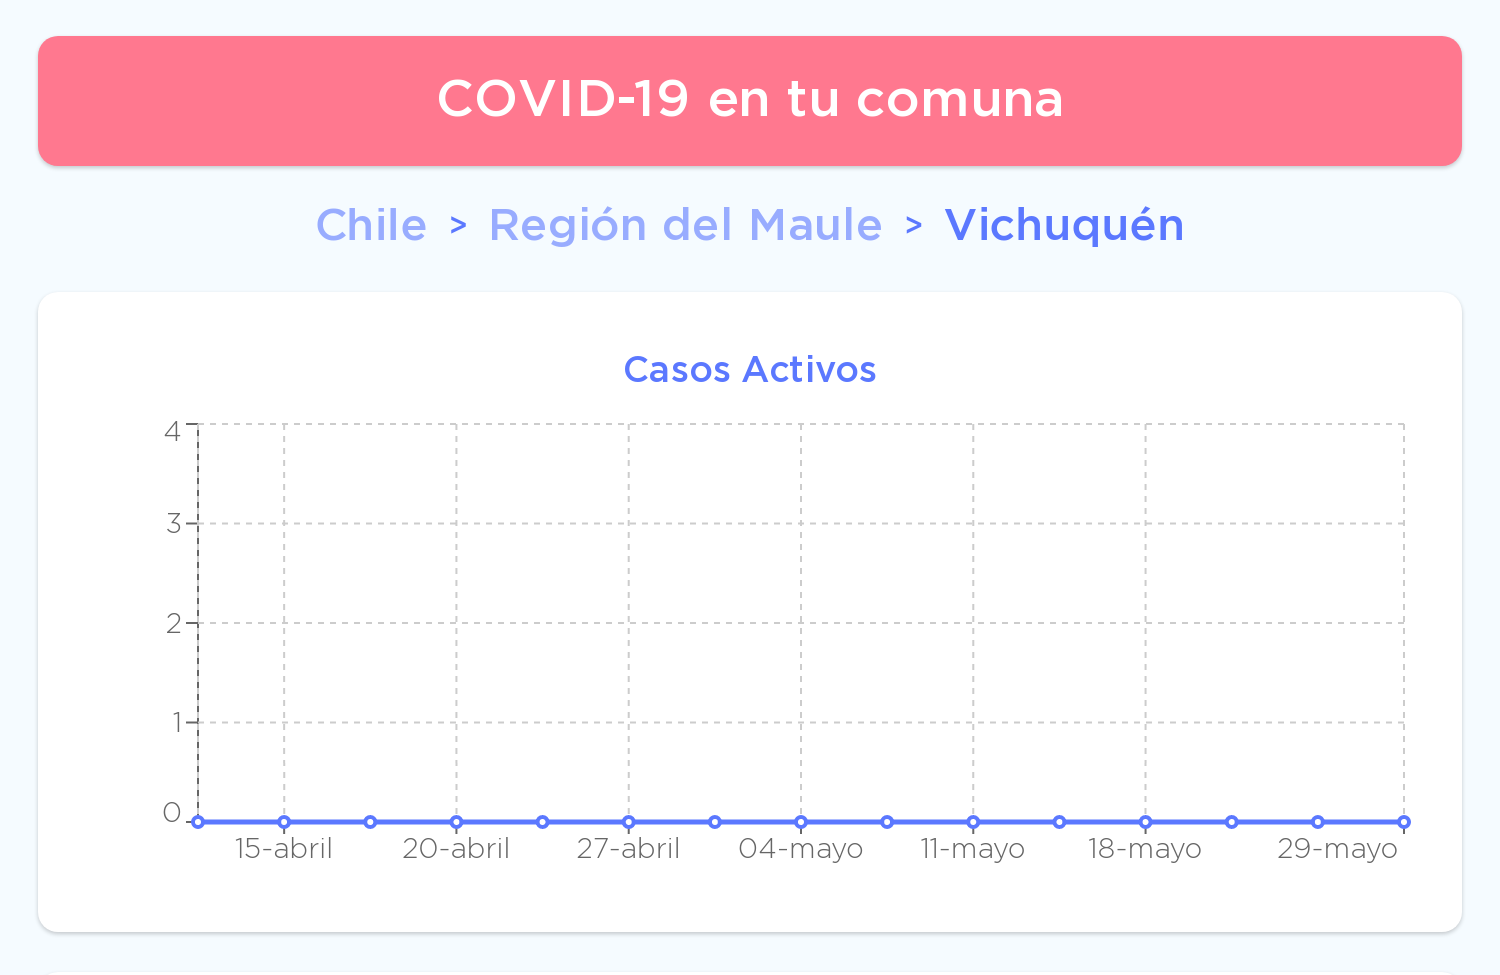 COVID-19 en tu comuna
Chile > Región del Maule > Vichuquén
Casos Activos
4
3
2
1
0
15-abril 20-abril 27-abril 04-mayo 11-mayo 18-mayo 29-mayo